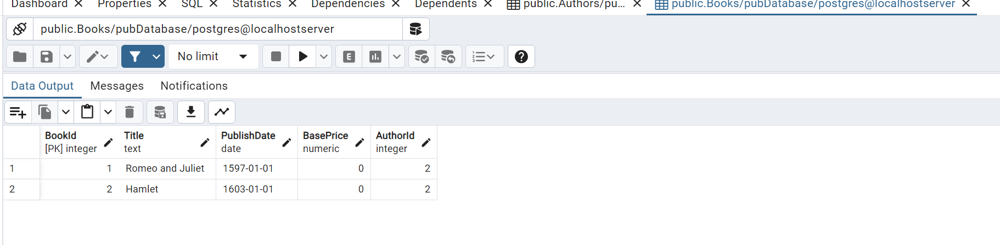 Dashboard Properties SQL Statistics Dependencies Dependents public.Authors/pu... public.Books/pubDatabase/postgres@localhostserver
public.Books/pubDatabase/postgres@localhostserver
No limit E
Data Output Messages Notifications
BookId Title PublishDate BasePrice AuthorId
[PK] integer text date numeric integer
1 1 Romeo and Juliet 1597-01-01 0 2
2 2 Hamlet 1603-01-01 0 2